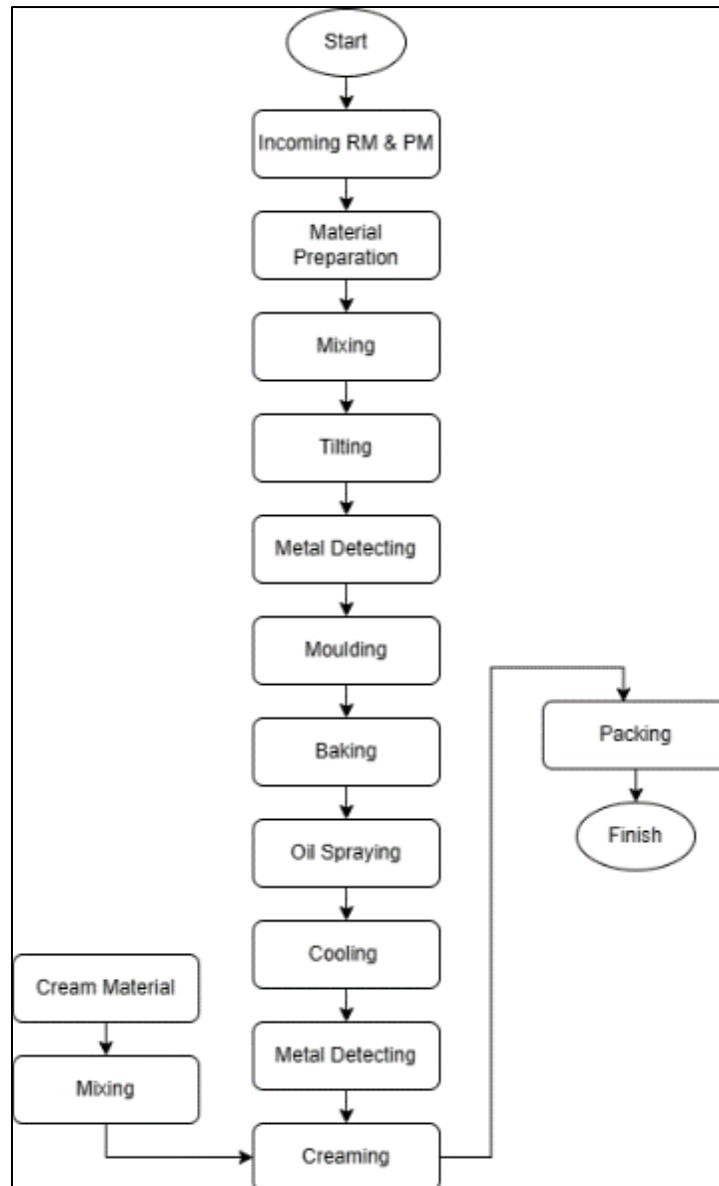 Start
Incoming RM & PM
Material
Preparation
Mixing
Tilting
Metal Detecting
Moulding
Baking
Oil Spraying
Cooling
Metal Detecting
Creaming
Cream Material
Mixing
Packing
Finish